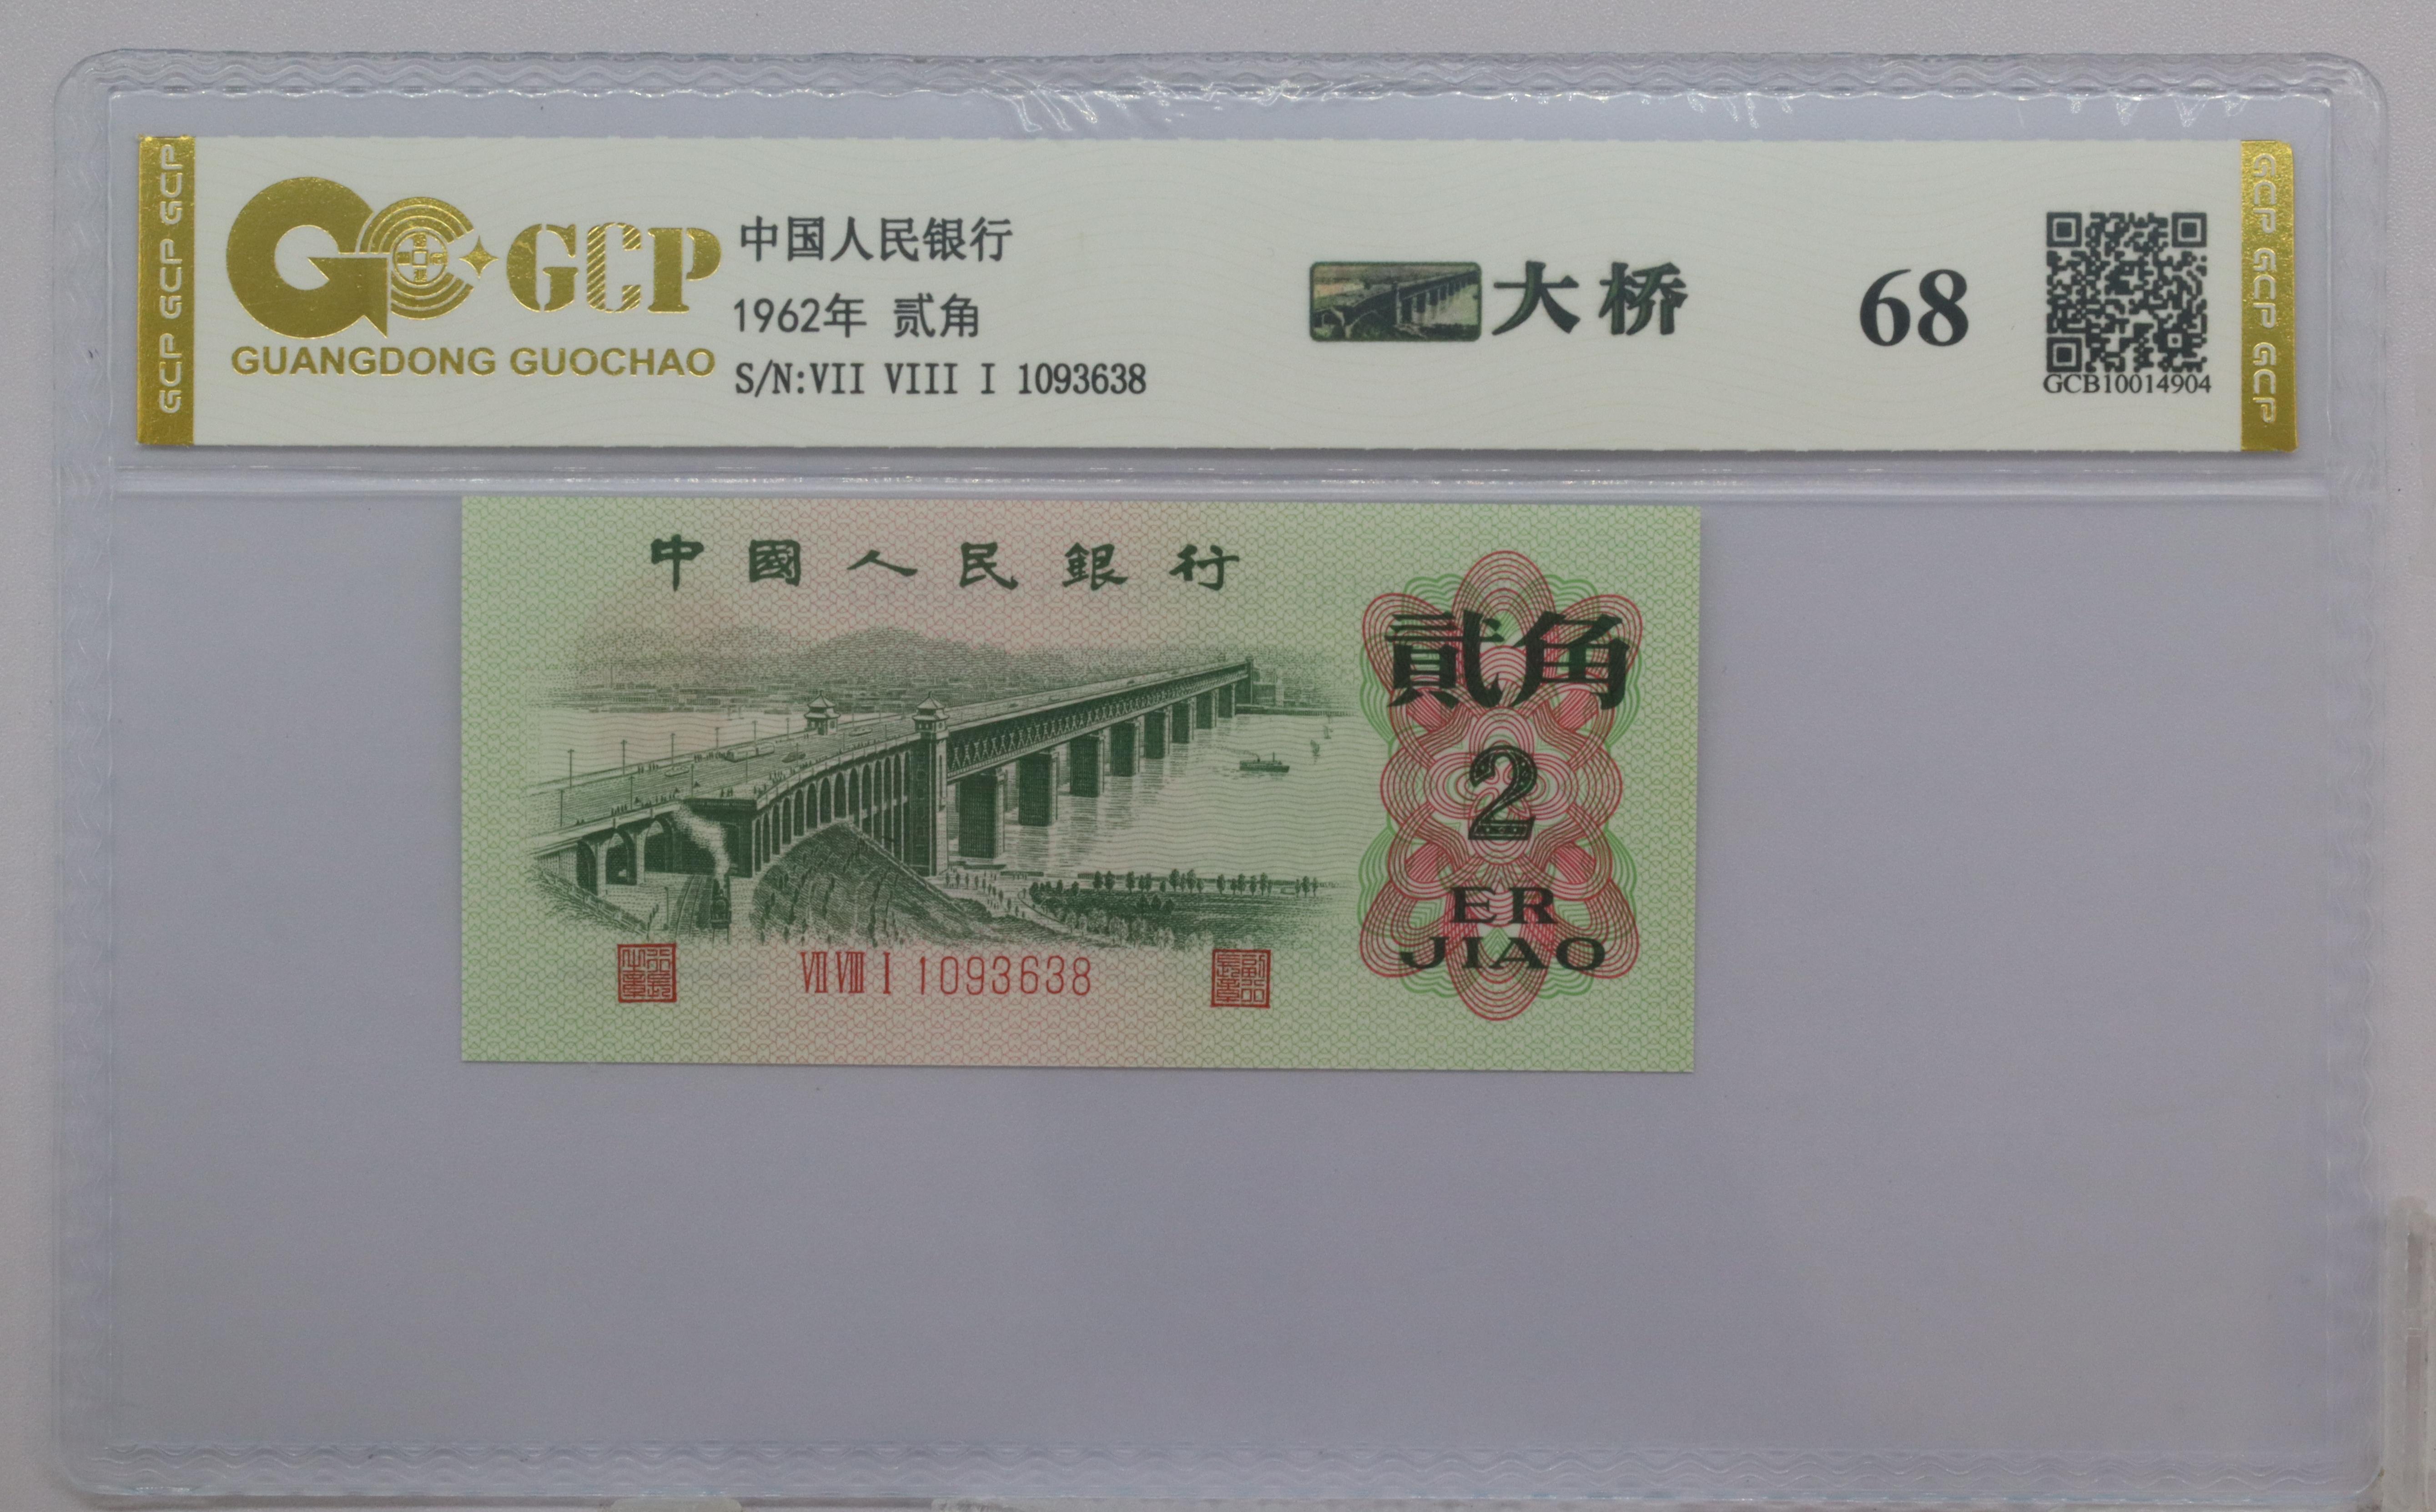 GCP GCP GCP
GCP
GUANGDONG GUOCHAO
中国人民银行
1962年 贰角
S/N:VII VIII I 1093638
大桥
68
GCB10014904
GCP GCP GCP
中國人民銀行
貳角
2
ER
JIAO
VII VIII I 1093638